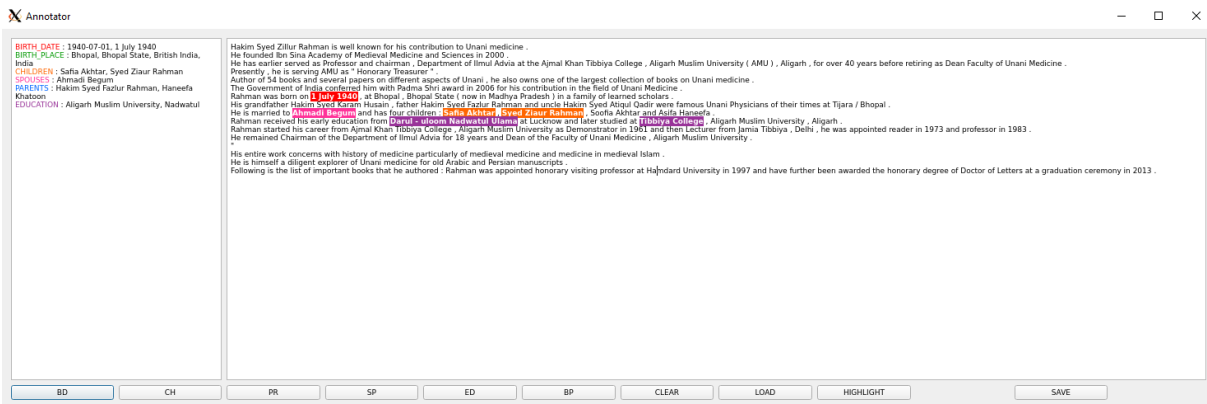 Annotator
BIRTH_DATE : 1940-07-01, 1 July 1940
BIRTH_PLACE : Bhopal, Bhopal State, British India,
India
CHILDREN : Safia Akhtar, Syed Ziaur Rahman
SPOUSES : Ahmadi Begum
PARENTS : Hakim Syed Fazlur Rahman, Haneefa
Khatoon
EDUCATION : Aligarh Muslim University, Nadwatul
Hakim Syed Zillur Rahman is well known for his contribution to Unani medicine .
He founded Ibn Sina Academy of Medieval Medicine and Sciences in 2000 .
He has earlier served as Professor and chairman , Department of Ilmul Advia at the Ajmal Khan Tibbiya College , Aligarh Muslim University ( AMU ) , Aligarh , for over 40 years before retiring as Dean Faculty of Unani Medicine .
Presently , he is serving AMU as " Honorary Treasurer " .
Author of 54 books and several papers on different aspects of Unani , he also owns one of the largest collection of books on Unani medicine .
The Government of India conferred him with Padma Shri award in 2006 for his contribution in the field of Unani Medicine .
Rahman was born on 1 July 1940 , at Bhopal , Bhopal State ( now in Madhya Pradesh ) in a family of learned scholars .
His grandfather Hakim Syed Karam Husain , father Hakim Syed Fazlur Rahman and uncle Hakim Syed Atiqul Qadir were famous Unani Physicians of their times at Tijara / Bhopal .
He is married to Ahmadi Begum and has four children : Safia Akhtar , Syed Ziaur Rahman , Soofia Akhtar and Asifa Haneefa .
Rahman received his early education from Darul - uloom Nadwatul Ulama at Lucknow and later studied at Tibbiya College , Aligarh Muslim University , Aligarh .
Rahman started his career from Ajmal Khan Tibbiya College , Aligarh Muslim University as Demonstrator in 1961 and then Lecturer from Jamia Tibbiya , Delhi , he was appointed reader in 1973 and professor in 1983 .
He remained Chairman of the Department of Ilmul Advia for 18 years and Dean of the Faculty of Unani Medicine , Aligarh Muslim University .
"
His entire work concerns with history of medicine particularly of medieval medicine and medicine in medieval Islam .
He is himself a diligent explorer of Unani medicine for old Arabic and Persian manuscripts .
Following is the list of important books that he authored : Rahman was appointed honorary visiting professor at Hamdard University in 1997 and have further been awarded the honorary degree of Doctor of Letters at a graduation ceremony in 2013 .
BD CH PR SP ED BP CLEAR LOAD HIGHLIGHT SAVE